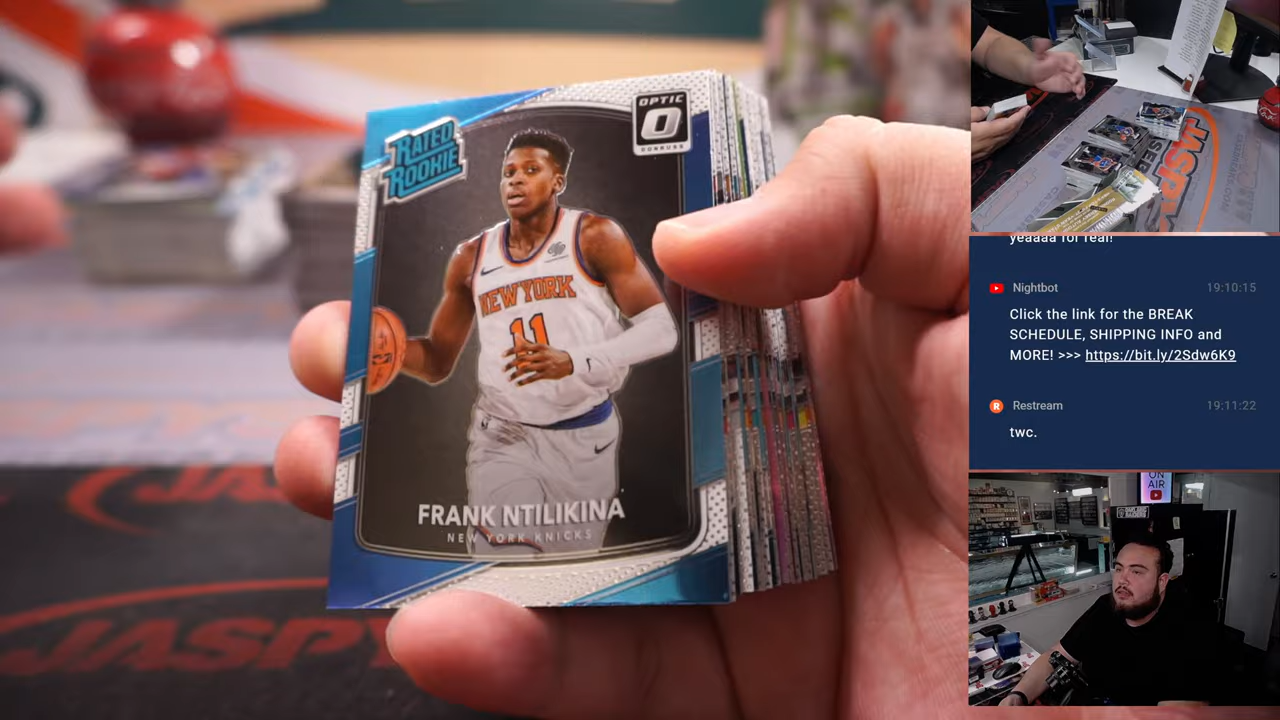 RATED
ROOKIE
OPTIC
DONRUSS
NEW YORK
11
FRANK NTILIKINA
NEW YORK KNICKS
JASPY
JASPY
yeaaaa for real!
Nightbot 19:10:15
Click the link for the BREAK
SCHEDULE, SHIPPING INFO and
MORE! >>> https://bit.ly/2Sdw6K9
Restream 19:11:22
twc.
ON
AIR